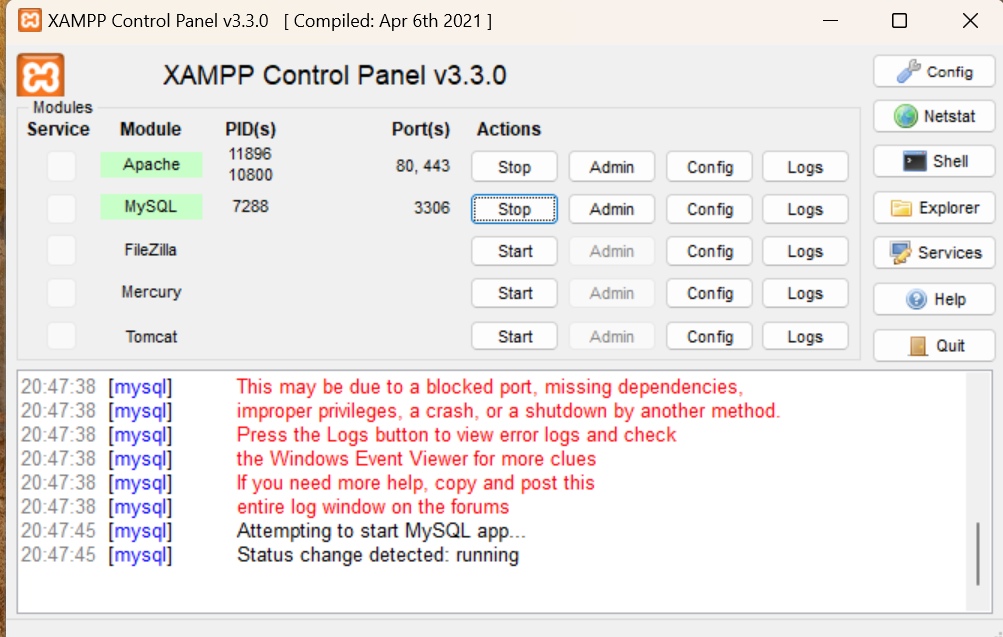 XAMPP Control Panel v3.3.0 [ Compiled: Apr 6th 2021 ]
XAMPP Control Panel v3.3.0
Config
Modules
Service Module PID(s) Port(s) Actions
Netstat
Apache 11896 10800 80, 443 Stop Admin Config Logs
Shell
MySQL 7288 3306 Stop Admin Config Logs
Explorer
FileZilla Start Admin Config Logs
Services
Mercury Start Admin Config Logs
Help
Tomcat Start Admin Config Logs
Quit
20:47:38 [mysql] This may be due to a blocked port, missing dependencies,
20:47:38 [mysql] improper privileges, a crash, or a shutdown by another method.
20:47:38 [mysql] Press the Logs button to view error logs and check
20:47:38 [mysql] the Windows Event Viewer for more clues
20:47:38 [mysql] If you need more help, copy and post this
20:47:38 [mysql] entire log window on the forums
20:47:45 [mysql] Attempting to start MySQL app...
20:47:45 [mysql] Status change detected: running